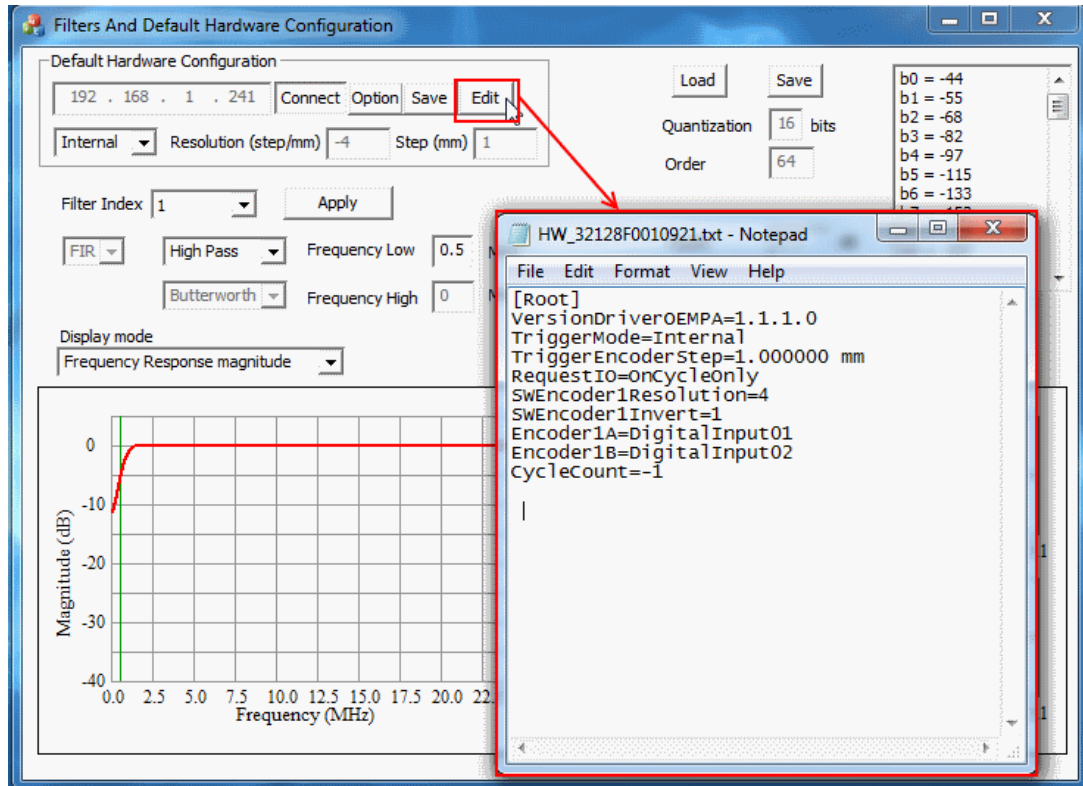 Filters And Default Hardware Configuration
Default Hardware Configuration
192 . 168 . 1 . 241 Connect Option Save Edit
Internal Resolution (step/mm) -4 Step (mm) 1
Load Save
Quantization 16 bits
Order 64
b0 = -44
b1 = -55
b2 = -68
b3 = -82
b4 = -97
b5 = -115
b6 = -133
Filter Index 1 Apply
FIR High Pass Frequency Low 0.5
Butterworth Frequency High 0
Display mode
Frequency Response magnitude
Magnitude (dB)
0
-10
-20
-30
-40
0.0 2.5 5.0 7.5 10.0 12.5 15.0 17.5 20.0
Frequency (MHz)
HW_32128F0010921.txt - Notepad
File Edit Format View Help
[Root]
VersionDriverOEMPA=1.1.1.0
TriggerMode=Internal
TriggerEncoderStep=1.000000 mm
RequestIO=OnCycleOnly
SWEncoder1Resolution=4
SWEncoder1Invert=1
Encoder1A=DigitalInput01
Encoder1B=DigitalInput02
CycleCount=-1